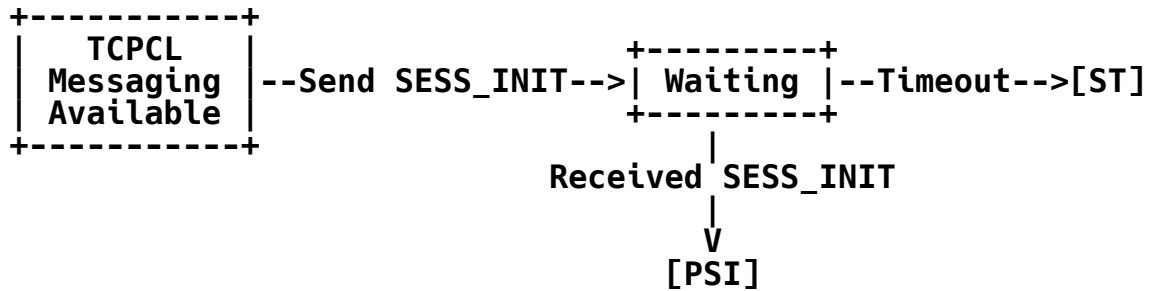 +-----------+
|   TCPCL   |                     +---------+
| Messaging |--Send SESS_INIT-->| Waiting |--Timeout-->[ST]
| Available |                     +---------+
+-----------+                          |
Received SESS_INIT
|
V
[PSI]